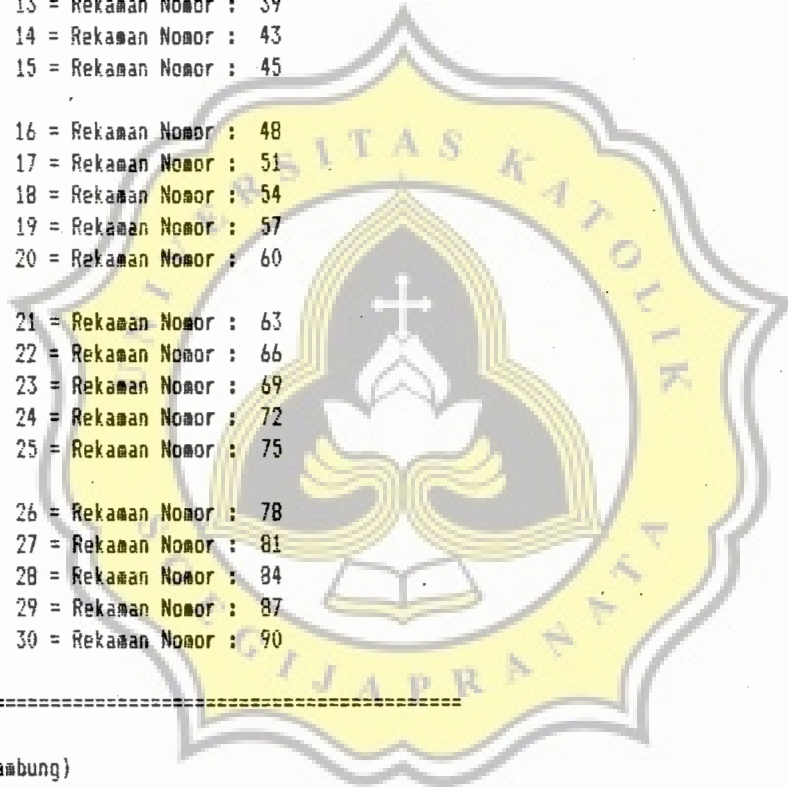 13 = Rekaman Nomor : 39
14 = Rekaman Nomor : 43
15 = Rekaman Nomor : 45
16 = Rekaman Nomor : 48
17 = Rekaman Nomor : 51
18 = Rekaman Nomor : 54
19 = Rekaman Nomor : 57
20 = Rekaman Nomor : 60
21 = Rekaman Nomor : 63
22 = Rekaman Nomor : 66
23 = Rekaman Nomor : 69
24 = Rekaman Nomor : 72
25 = Rekaman Nomor : 75
26 = Rekaman Nomor : 78
27 = Rekaman Nomor : 81
28 = Rekaman Nomor : 84
29 = Rekaman Nomor : 87
30 = Rekaman Nomor : 90
ambung)
UNIVERSITAS KATOLIK
SOEGIJAPRANATA